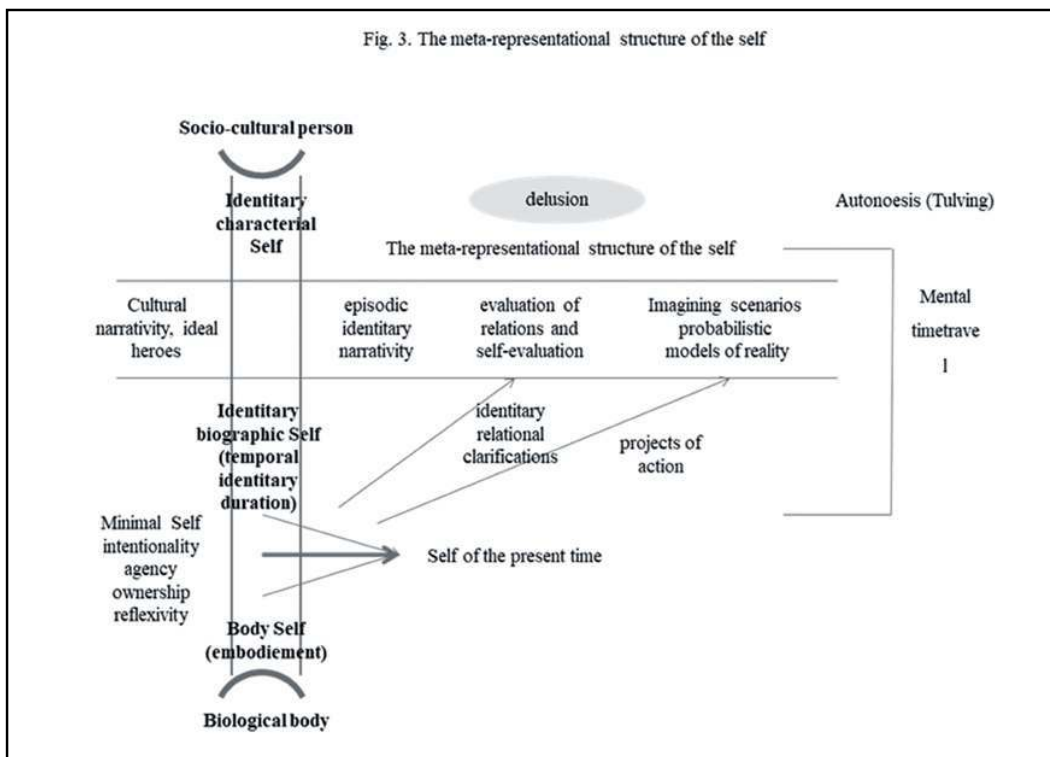 Fig. 3. The meta-representational structure of the self
Socio-cultural person
Identitary
characterial
Self
delusion
Autonoesis (Tulving)
The meta-representational structure of the self
Cultural
narrativity, ideal
heroes
episodic
identitary
narrativity
evaluation of
relations and
self-evaluation
Imagining scenarios
probabilistic
models of reality
Mental
timetrave
l
Identitary
biographic Self
(temporal
identitary
duration)
identitary
relational
clarifications
projects of
action
Minimal Self
intentionality
agency
ownership
reflexivity
Self of the present time
Body Self
(embodiement)
Biological body